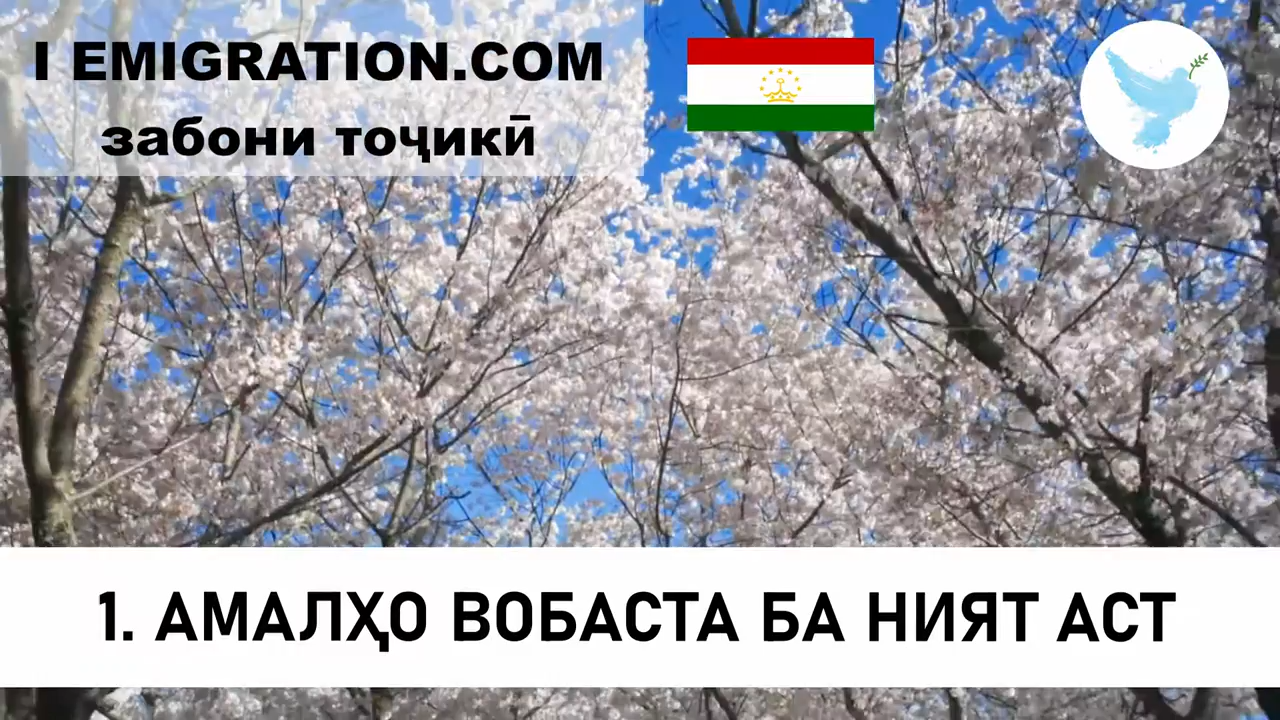 I EMIGRATION.COM
забони тоҷикӣ
1. АМАЛҲО ВОБАСТА БА НИЯТ АСТ